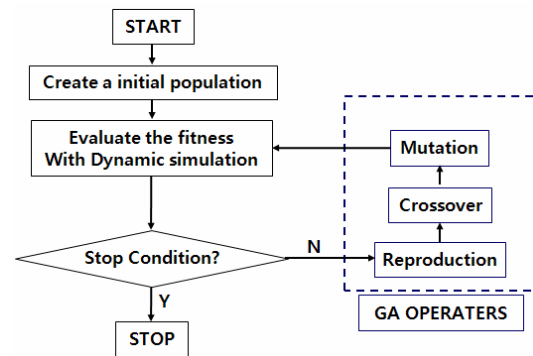 START
Create a initial population
Evaluate the fitness
With Dynamic simulation
Stop Condition?
N
Y
STOP
Mutation
Crossover
Reproduction
GA OPERATERS